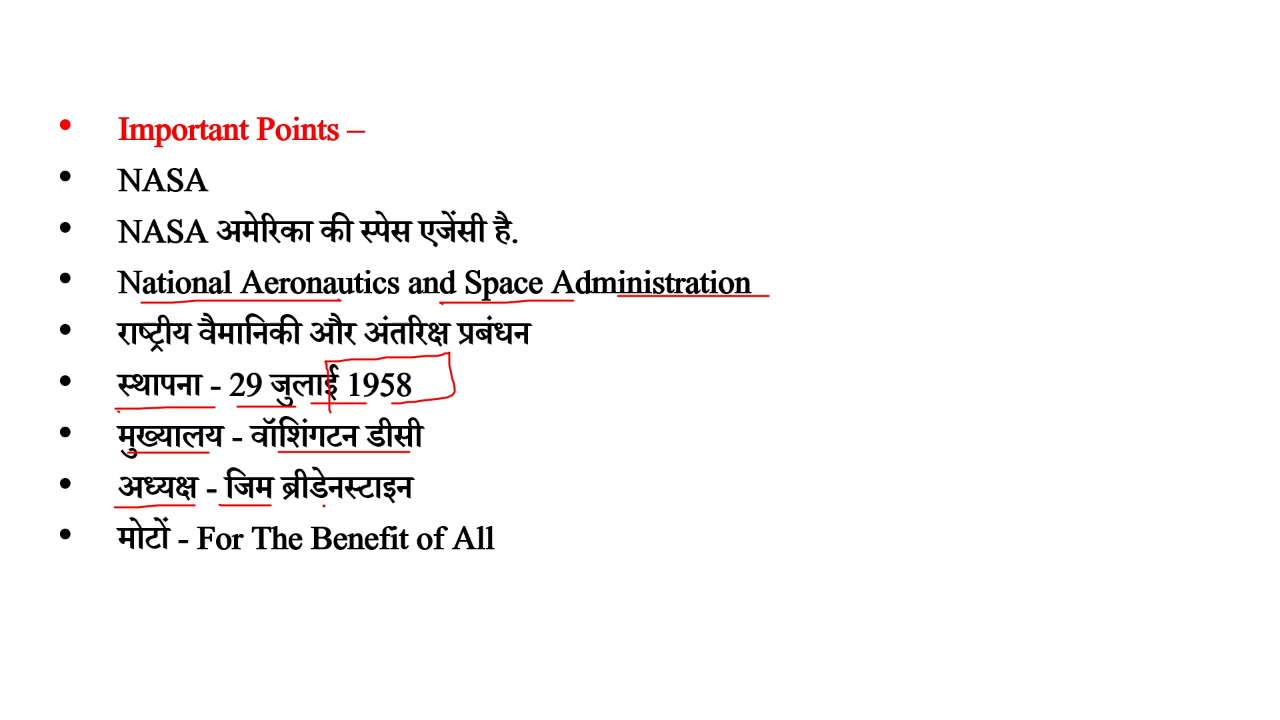 • Important Points –
• NASA
• NASA अमेरिका की स्पेस एजेंसी है.
• National Aeronautics and Space Administration
• राष्ट्रीय वैमानिकी और अंतरिक्ष प्रबंधन
• स्थापना - 29 जुलाई 1958
• मुख्यालय - वॉशिंगटन डीसी
• अध्यक्ष - जिम ब्रीडेनस्टाइन
• मोटों - For The Benefit of All